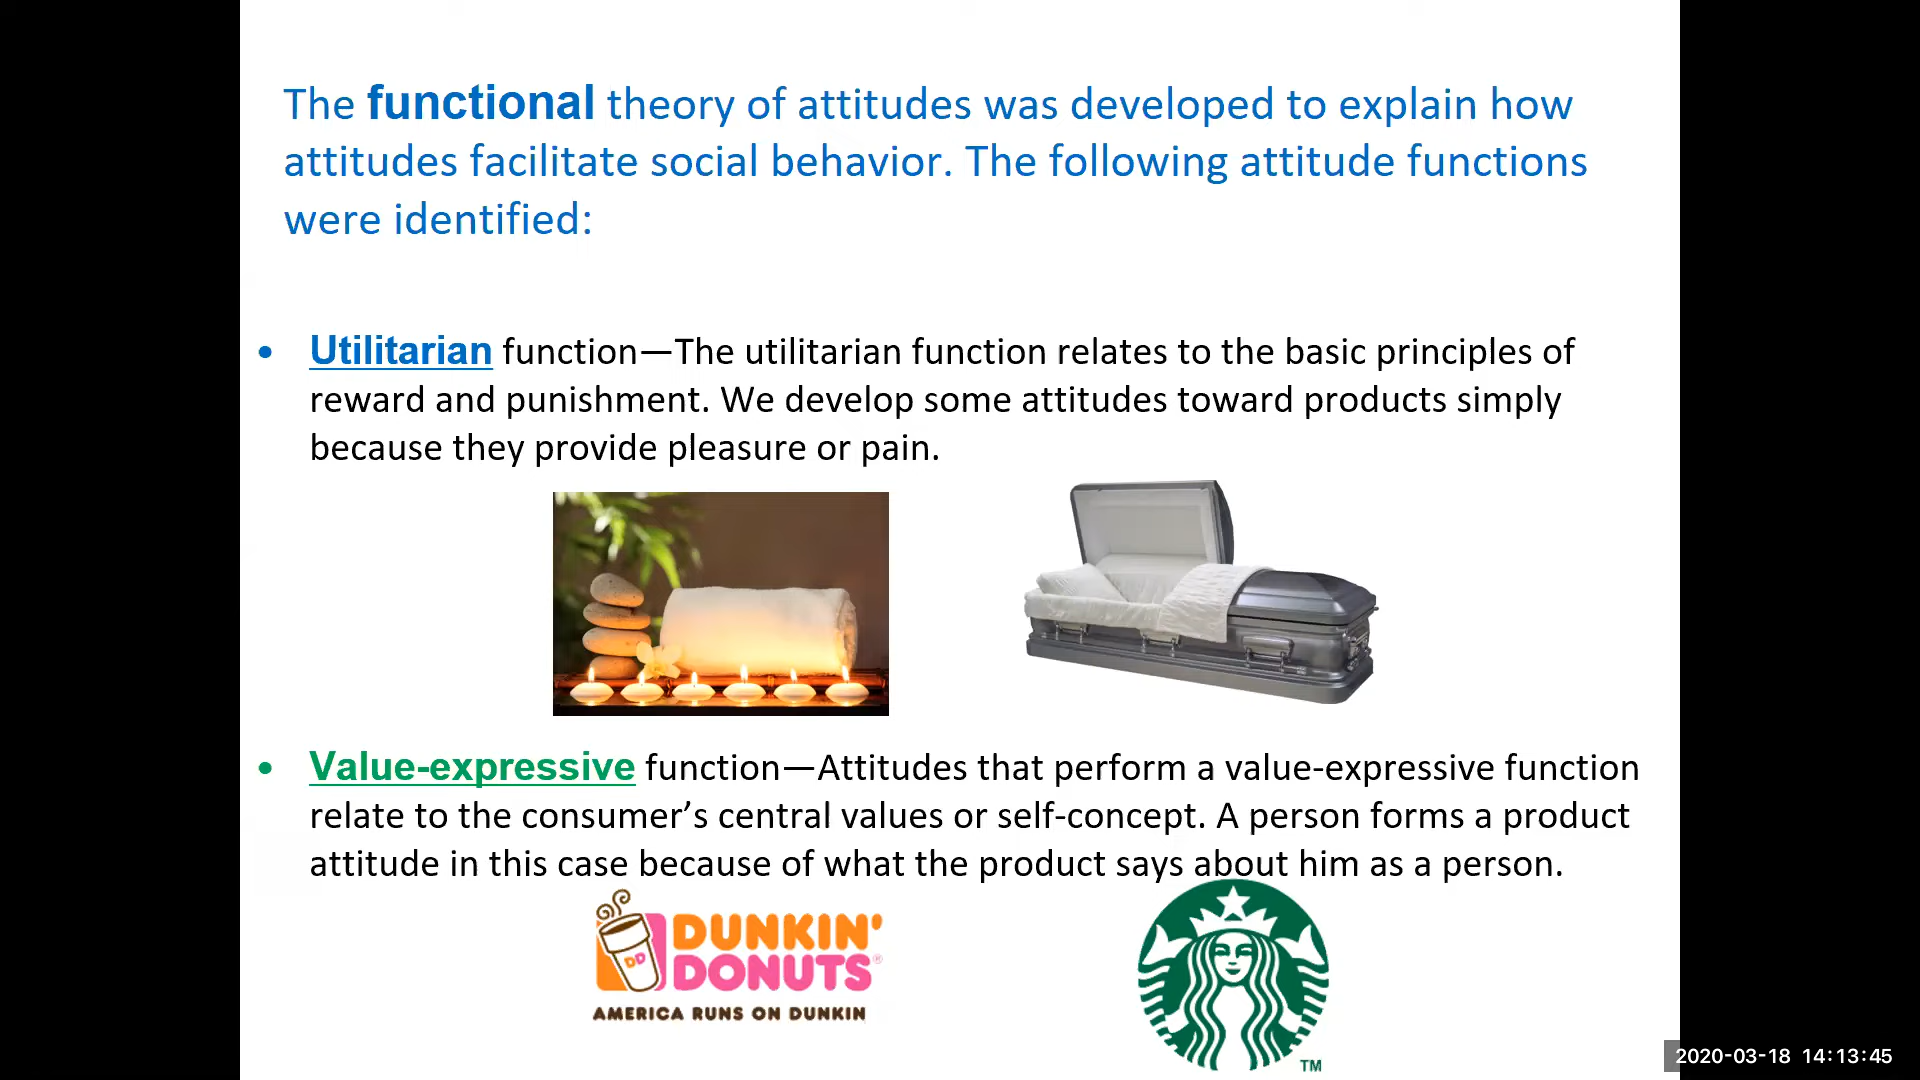 The functional theory of attitudes was developed to explain how
attitudes facilitate social behavior. The following attitude functions
were identified:
• Utilitarian function—The utilitarian function relates to the basic principles of
reward and punishment. We develop some attitudes toward products simply
because they provide pleasure or pain.
• Value-expressive function—Attitudes that perform a value-expressive function
relate to the consumer’s central values or self-concept. A person forms a product
attitude in this case because of what the product says about him as a person.
DD
DUNKIN'
DONUTS®
AMERICA RUNS ON DUNKIN
TM
2020-03-18 14:13:45